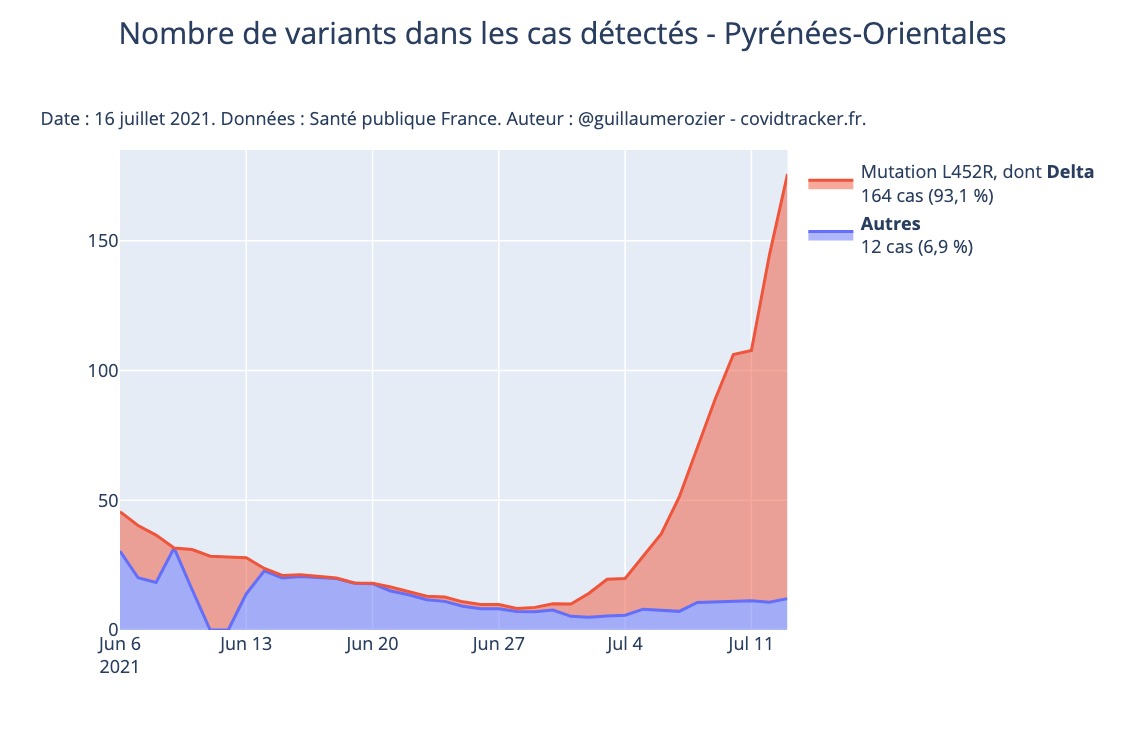 Nombre de variants dans les cas détectés - Pyrénées-Orientales
Date : 16 juillet 2021. Données : Santé publique France. Auteur : @guillaumerozier - covidtracker.fr.
Mutation L452R, dont Delta
164 cas (93,1 %)
Autres
12 cas (6,9 %)
150
100
50
0
Jun 6 Jun 13 Jun 20 Jun 27 Jul 4 Jul 11
2021